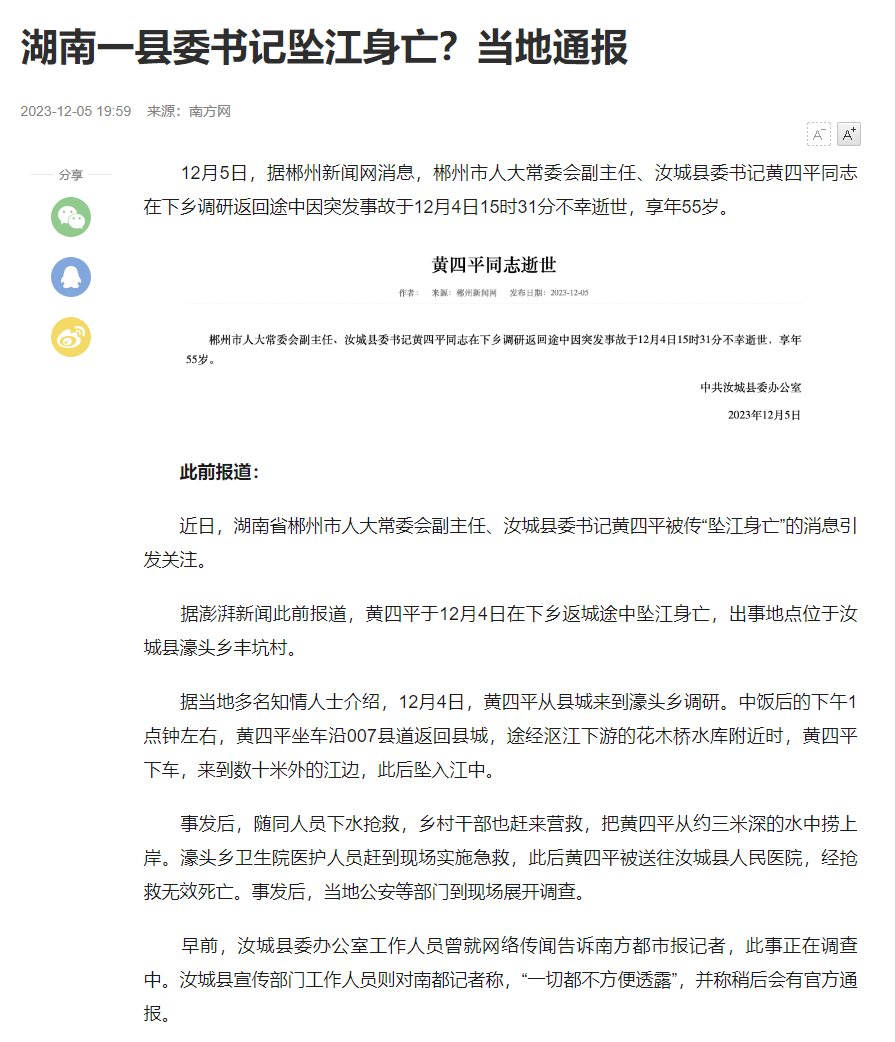 湖南一县委书记坠江身亡？当地通报
2023-12-05 19:59 来源：南方网
A- A+
分享
12月5日，据郴州新闻网消息，郴州市人大常委会副主任、汝城县委书记黄四平同志
在下乡调研返回途中因突发事故于12月4日15时31分不幸逝世，享年55岁。
黄四平同志逝世
作者： 来源：郴州新闻网 发布日期：2023-12-05
郴州市人大常委会副主任、汝城县委书记黄四平同志在下乡调研返回途中因突发事故于12月4日15时31分不幸逝世，享年
55岁。
中共汝城县委办公室
2023年12月5日
此前报道：
近日，湖南省郴州市人大常委会副主任、汝城县委书记黄四平被传“坠江身亡”的消息引
发关注。
据澎湃新闻此前报道，黄四平于12月4日在下乡返城途中坠江身亡，出事地点位于汝
城县濠头乡丰坑村。
据当地多名知情人士介绍，12月4日，黄四平从县城来到濠头乡调研。中饭后的下午1
点钟左右，黄四平坐车沿007县道返回县城，途经沤江下游的花木桥水库附近时，黄四平
下车，来到数十米外的江边，此后坠入江中。
事发后，随同人员下水抢救，乡村干部也赶来营救，把黄四平从约三米深的水中捞上
岸。濠头乡卫生院医护人员赶到现场实施急救，此后黄四平被送往汝城县人民医院，经抢
救无效死亡。事发后，当地公安等部门到现场展开调查。
早前，汝城县委办公室工作人员曾就网络传闻告诉南方都市报记者，此事正在调查
中。汝城县宣传部门工作人员则对南都记者称，“一切都不方便透露”，并称稍后会有官方通
报。